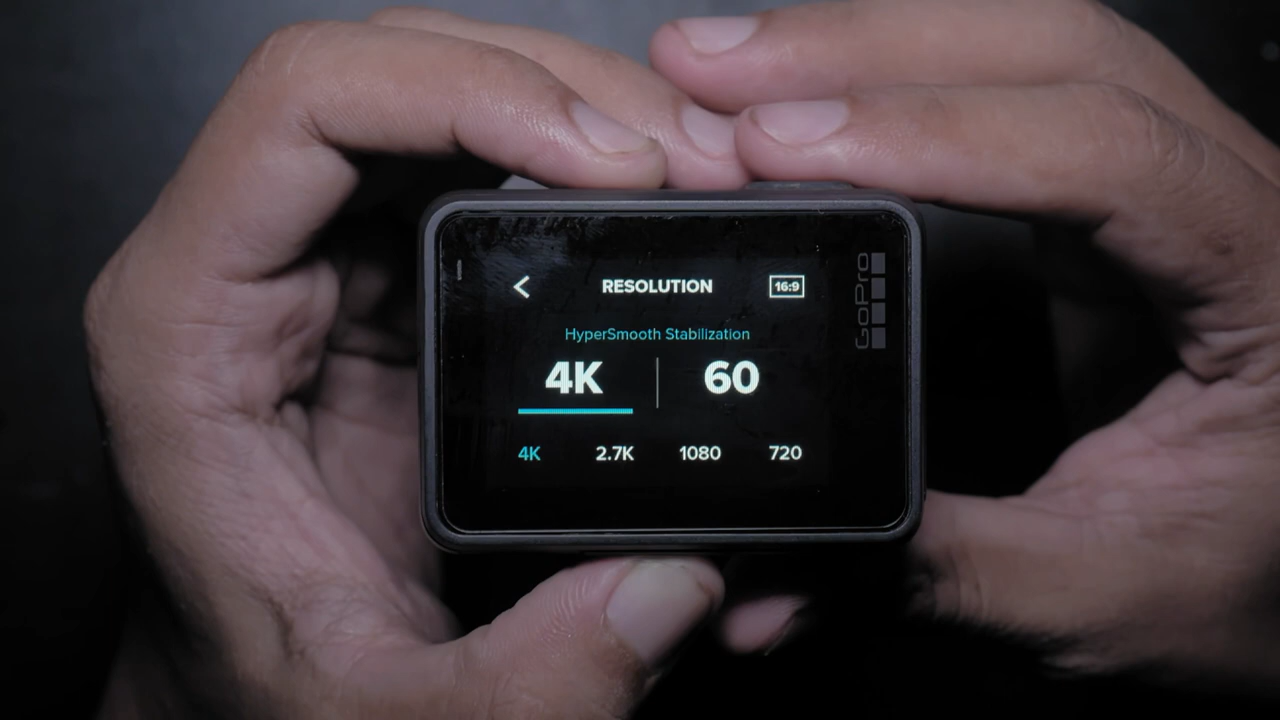 RESOLUTION 16:9
HyperSmooth Stabilization
4K 60
4K 2.7K 1080 720
GoPro